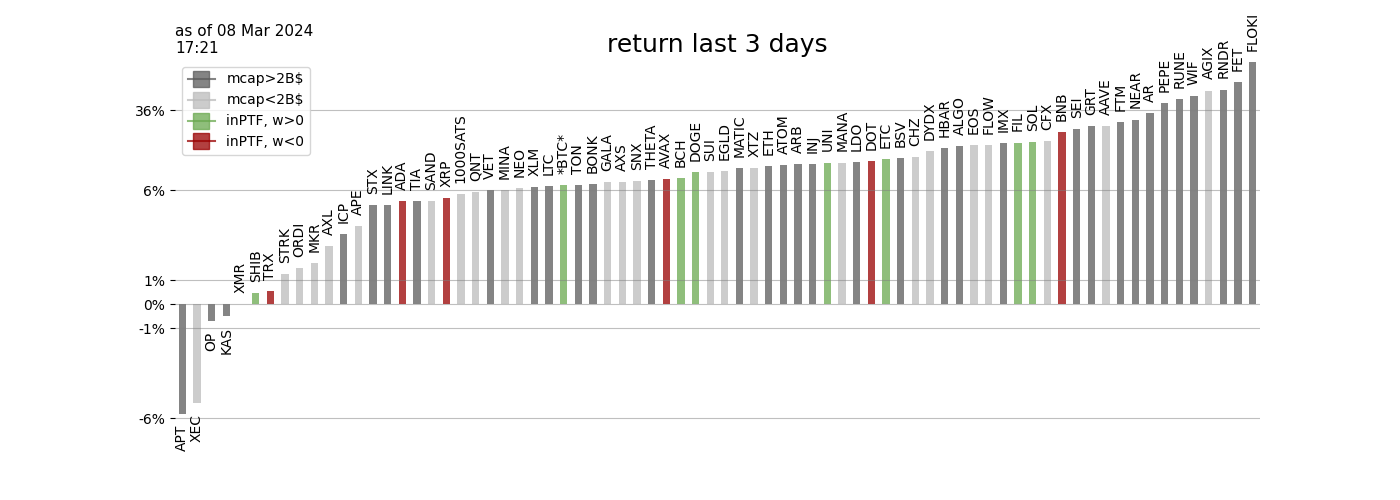 as of 08 Mar 2024
17:21
return last 3 days
mcap>2B$
mcap<2B$
inPTF, w>0
inPTF, w<0
36%
6%
1%
0%
-1%
-6%
APT
XEC
OP
KAS
XMR
SHIB
TRX
STRK
ORDI
MKR
AXL
ICP
APE
STX
LINK
ADA
TIA
SAND
XRP
1000SATS
QNT
VET
MINA
NEO
XLM
LTC
*BTC*
TON
BONK
GALA
AXS
SNX
THETA
AVAX
BCH
DOGE
SUI
EGLD
MATIC
XTZ
ETH
ATOM
ARB
INJ
UNI
MANA
LDO
DOT
ETC
BSV
CHZ
DYDX
HBAR
ALGO
EOS
FLOW
IMX
FIL
SOL
CFX
BNB
SEI
GRT
AAVE
FTM
NEAR
AR
PEPE
RUNE
WIF
AGIX
RNDR
FET
FLOKI